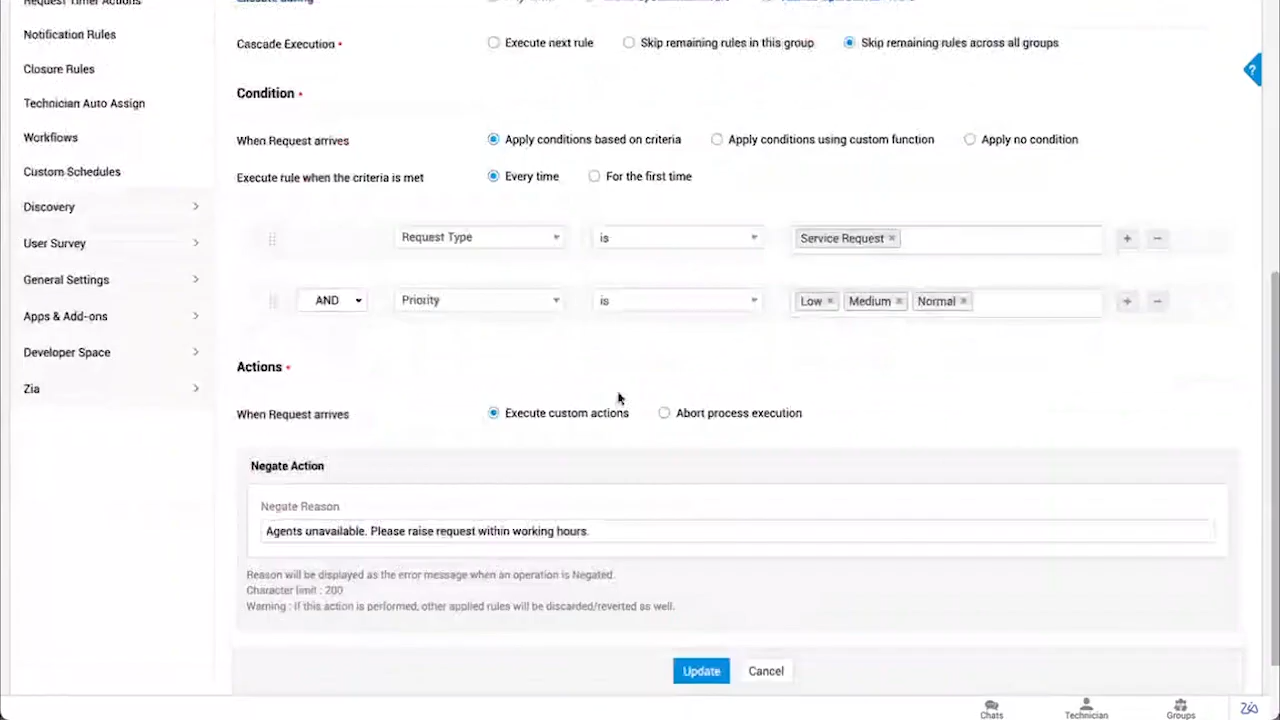 Request Timer Actions
Notification Rules
Closure Rules
Technician Auto Assign
Workflows
Custom Schedules
Discovery
User Survey
General Settings
Apps & Add-ons
Developer Space
Zia
Cascade Execution *
Execute next rule
Skip remaining rules in this group
Skip remaining rules across all groups
?
Condition *
When Request arrives
Apply conditions based on criteria
Apply conditions using custom function
Apply no condition
Execute rule when the criteria is met
Every time
For the first time
Request Type
is
Service Request ×
+ −
AND
Priority
is
Low × Medium × Normal ×
+ −
Actions *
When Request arrives
Execute custom actions
Abort process execution
Negate Action
Negate Reason
Agents unavailable. Please raise request within working hours.
Reason will be displayed as the error message when an operation is Negated.
Character limit : 200
Warning : If this action is performed, other applied rules will be discarded/reverted as well.
Update
Cancel
Chats
Technician
Groups